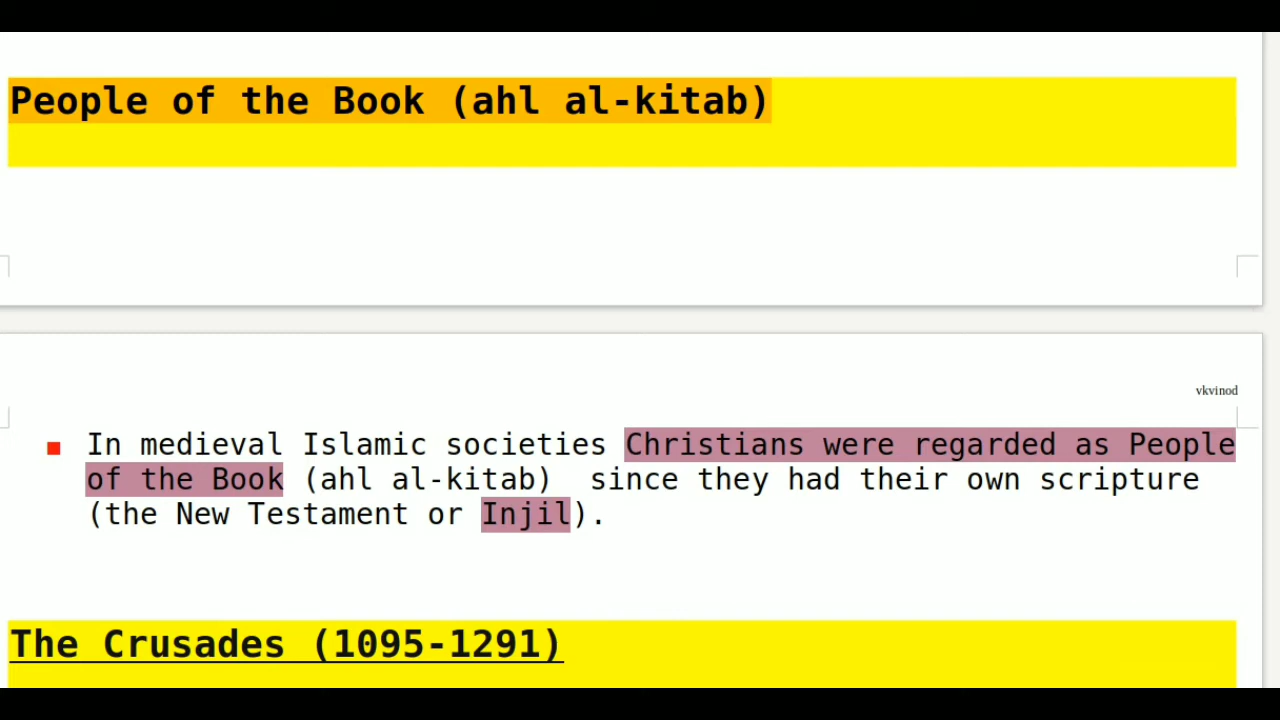 People of the Book (ahl al-kitab)
vkvinod
In medieval Islamic societies Christians were regarded as People
of the Book (ahl al-kitab) since they had their own scripture
(the New Testament or Injil).
The Crusades (1095-1291)